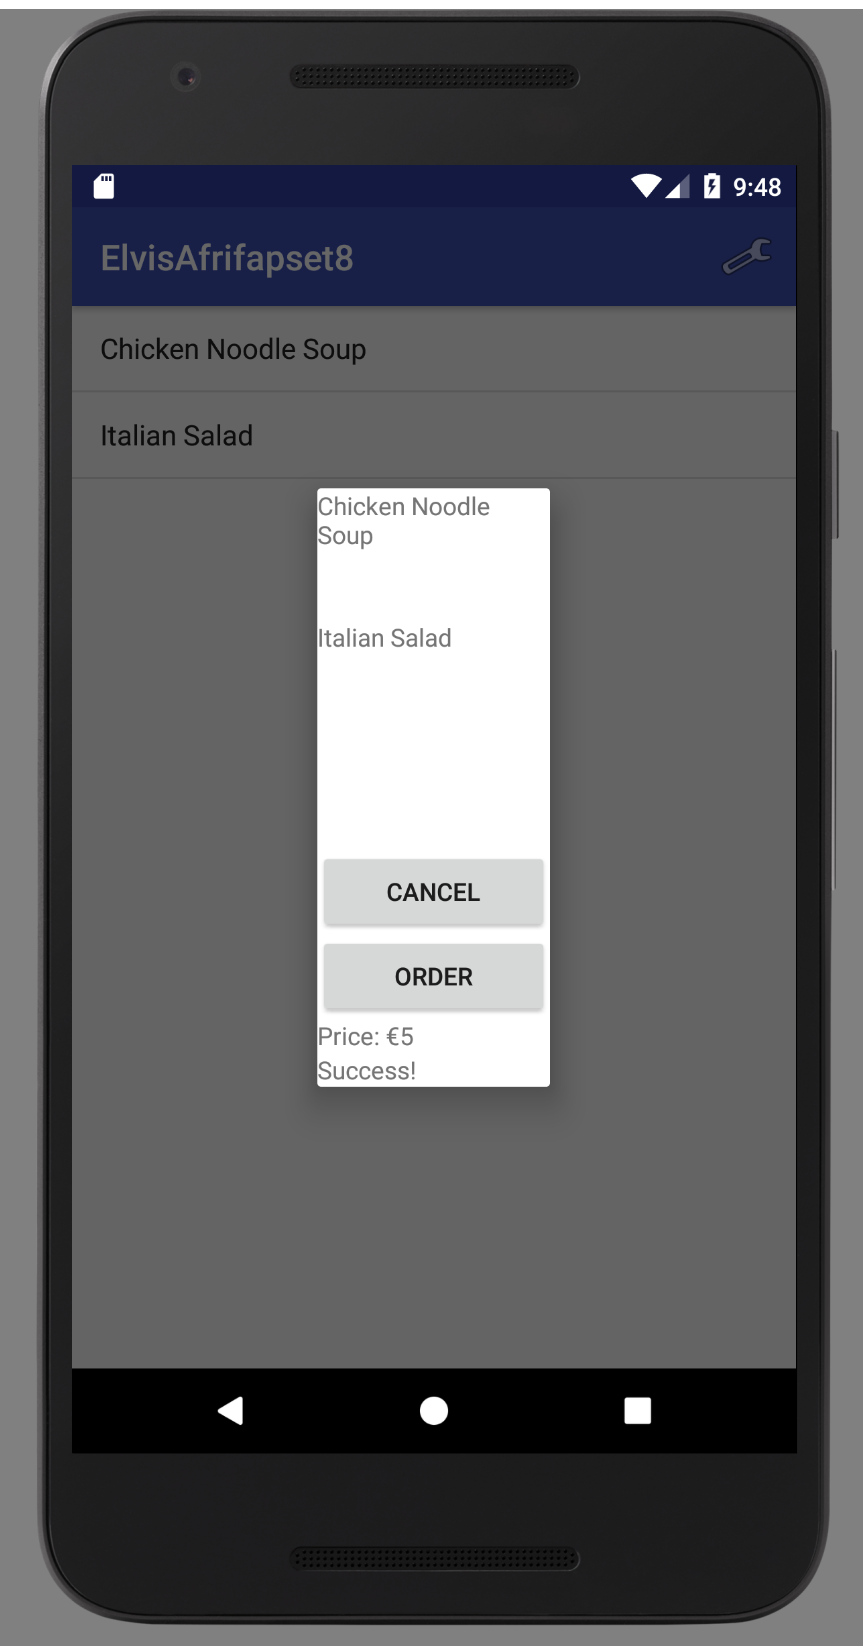 9:48
ElvisAfrifapset8
Chicken Noodle Soup
Italian Salad
Chicken Noodle
Soup
Italian Salad
CANCEL
ORDER
Price: €5
Success!